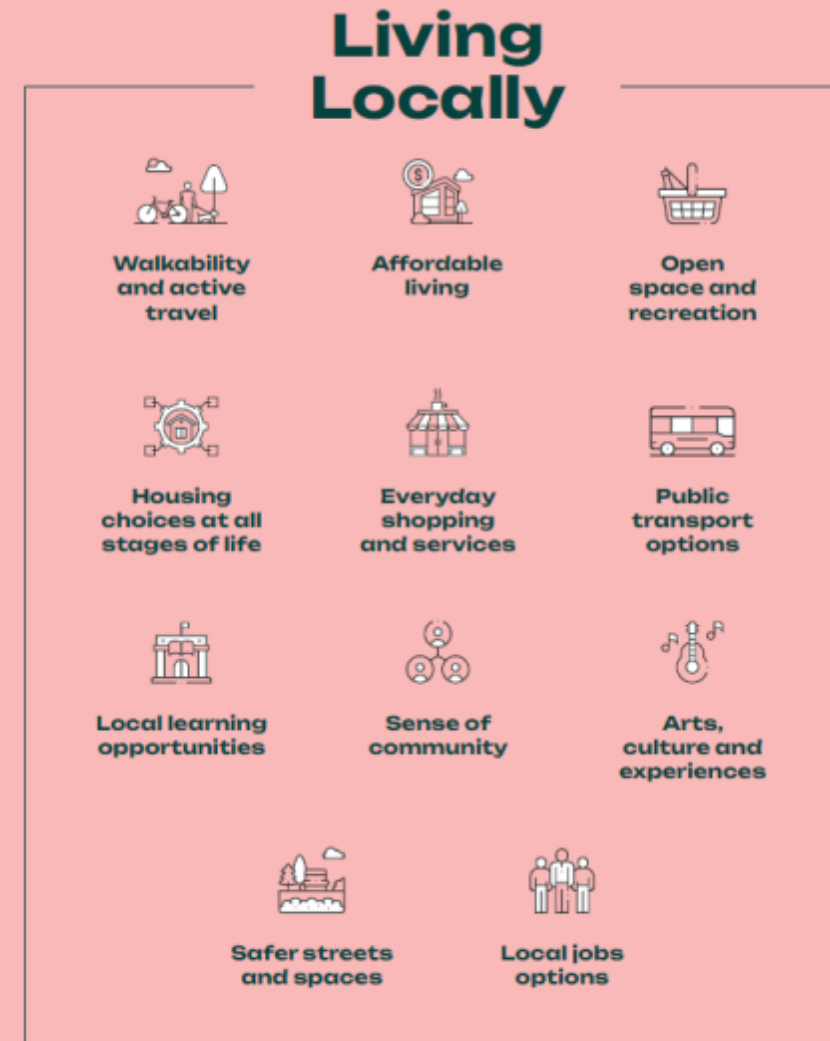 Living
Locally
Walkability
and active
travel
Affordable
living
Open
space and
recreation
Housing
choices at all
stages of life
Everyday
shopping
and services
Public
transport
options
Local learning
opportunities
Sense of
community
Arts,
culture and
experiences
Safer streets
and spaces
Local jobs
options